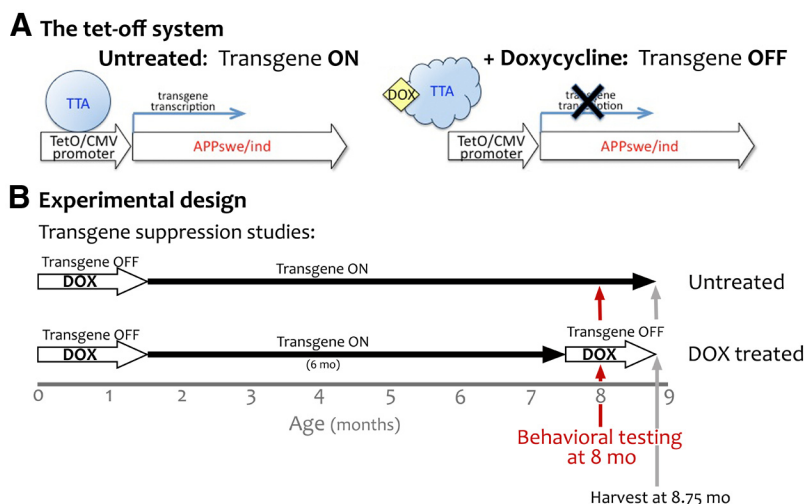 A The tet-off system
Untreated: Transgene ON
+ Doxycycline: Transgene OFF
TTA
transgene
transcription
TetO/CMV
promoter
APPswe/ind
DOX
TTA
transgene
transcription
TetO/CMV
promoter
APPswe/ind
B Experimental design
Transgene suppression studies:
Transgene OFF
DOX
Transgene ON
Untreated
Transgene OFF
DOX
Transgene ON
(6 mo)
Transgene OFF
DOX
DOX treated
0 1 2 3 4 5 6 7 8 9
Age (months)
Behavioral testing
at 8 mo
Harvest at 8.75 mo